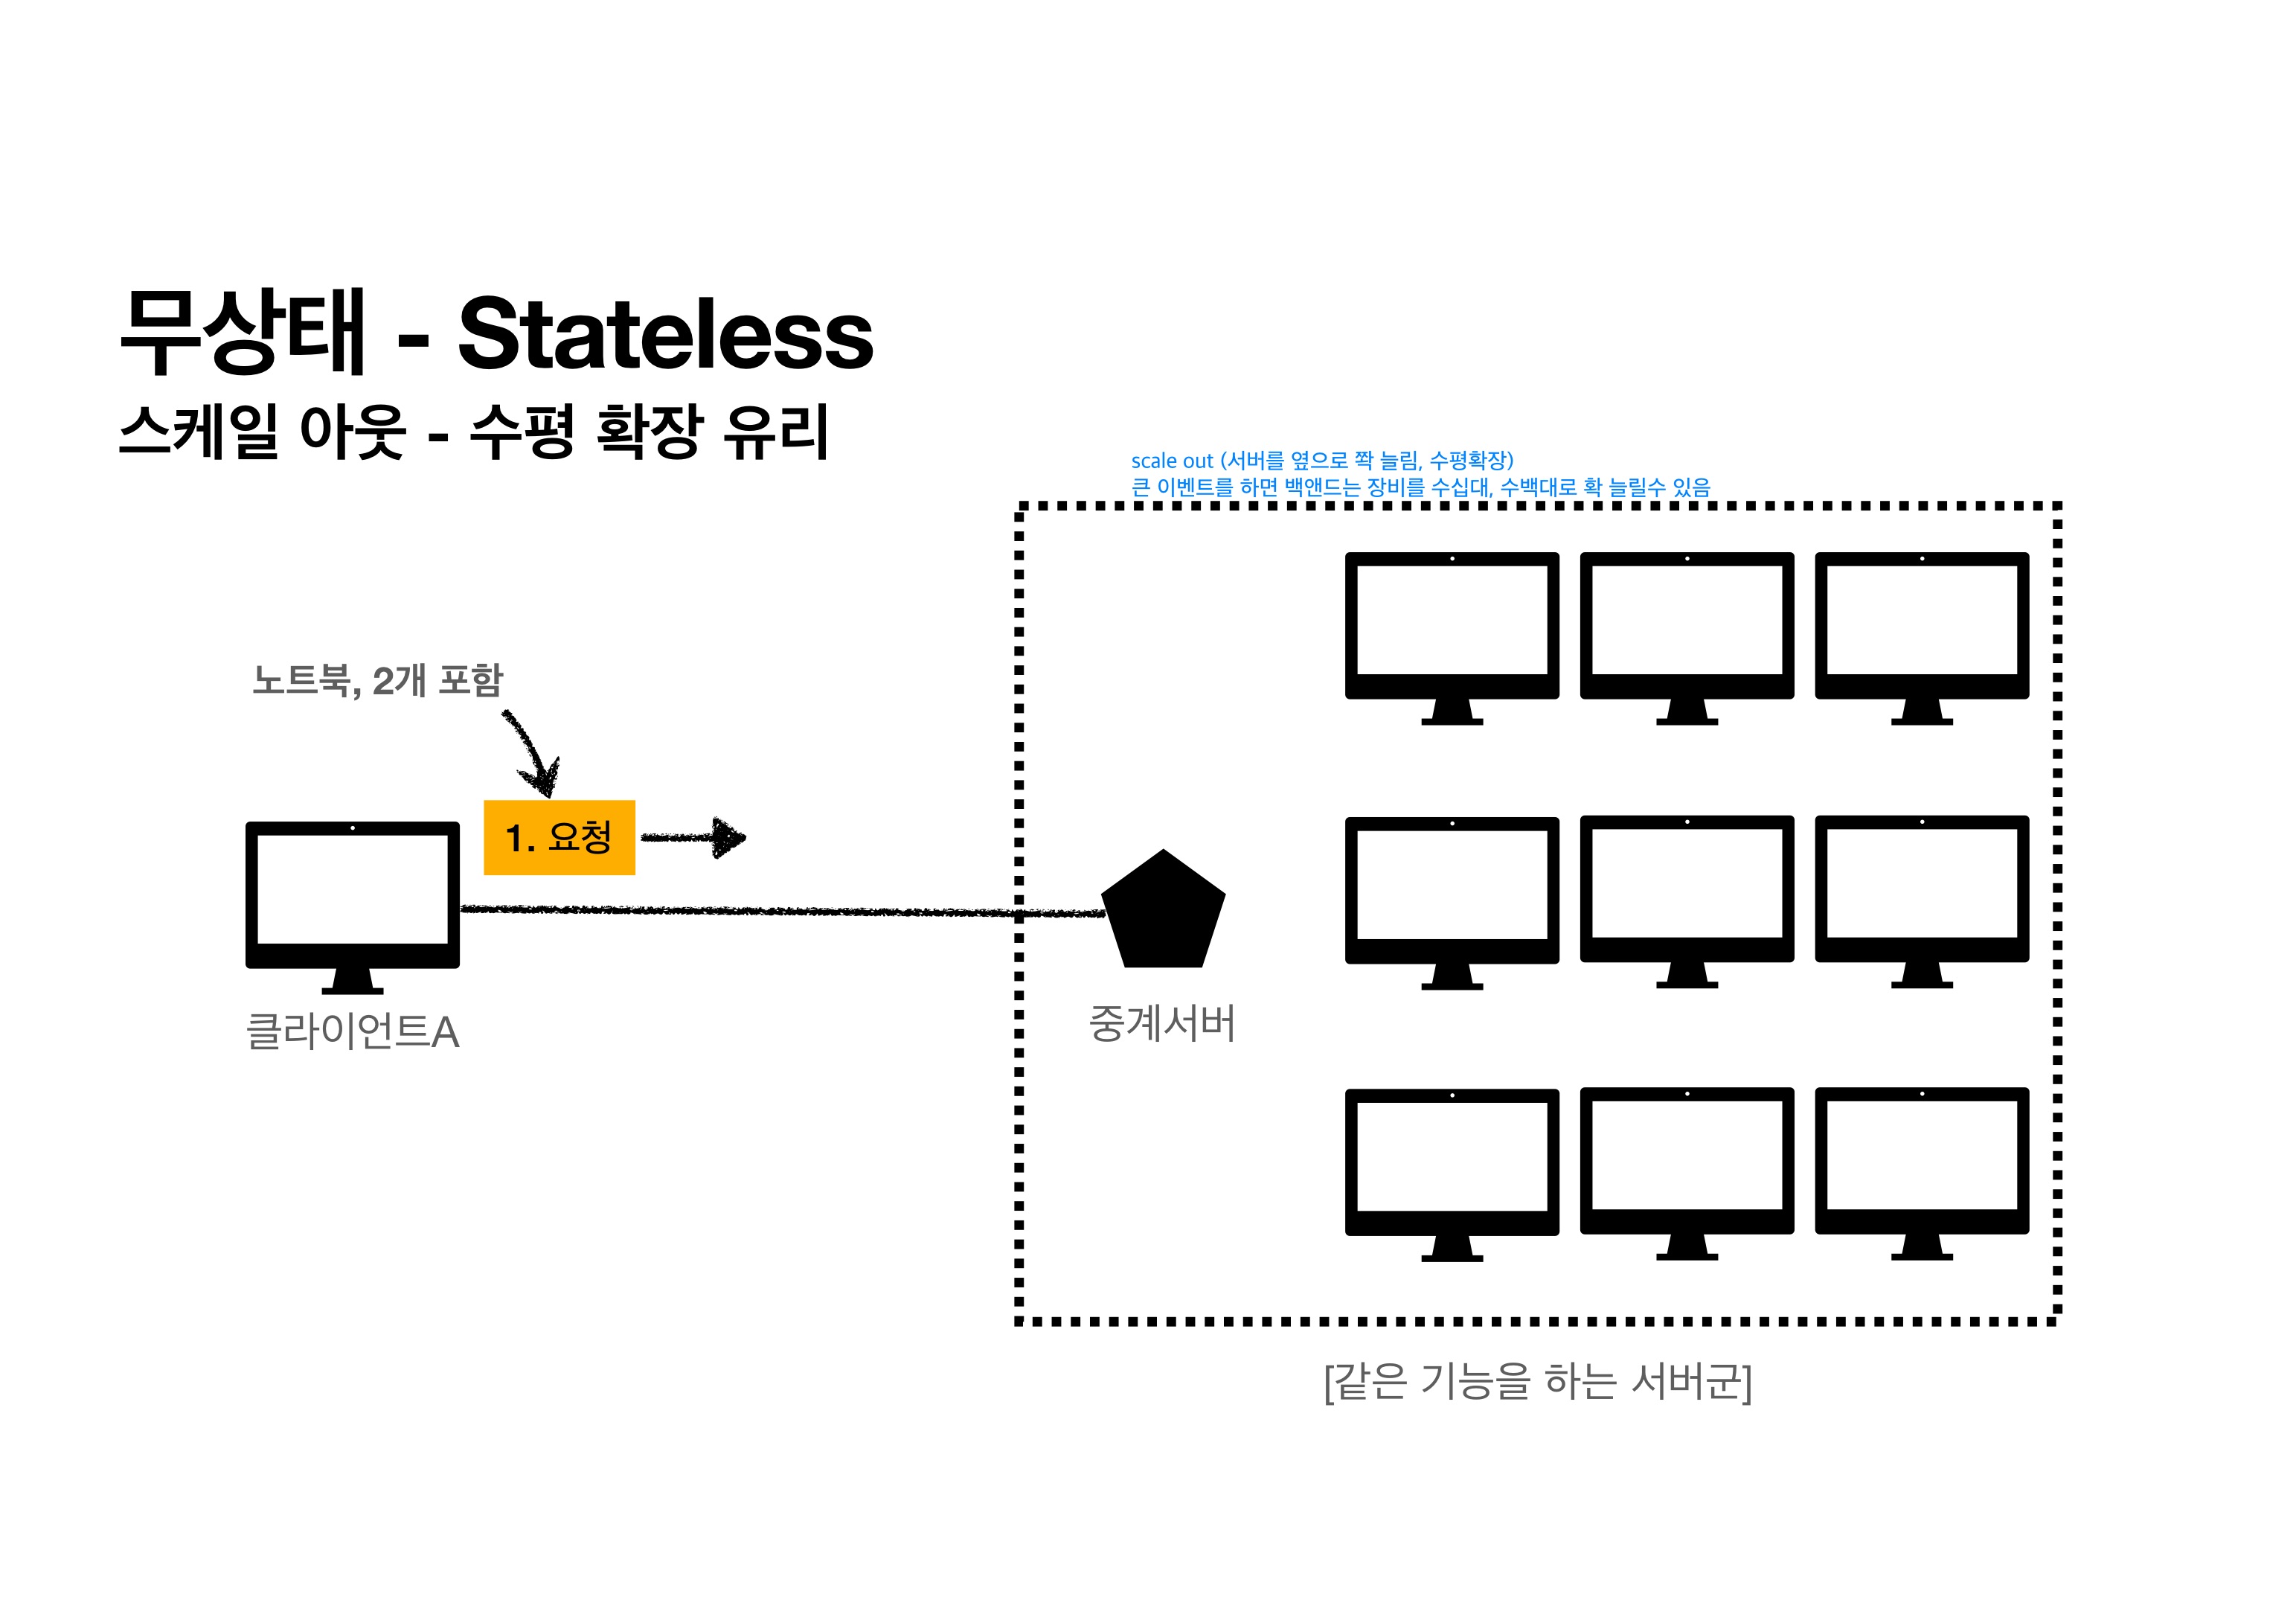 무상태 - Stateless
스케일 아웃 - 수평 확장 유리
scale out (서버를 옆으로 쫙 늘림, 수평확장)
큰 이벤트를 하면 백앤드는 장비를 수십대, 수백대로 확 늘릴수 있음
노트북, 2개 포함
1. 요청
클라이언트A
중계서버
[같은 기능을 하는 서버군]